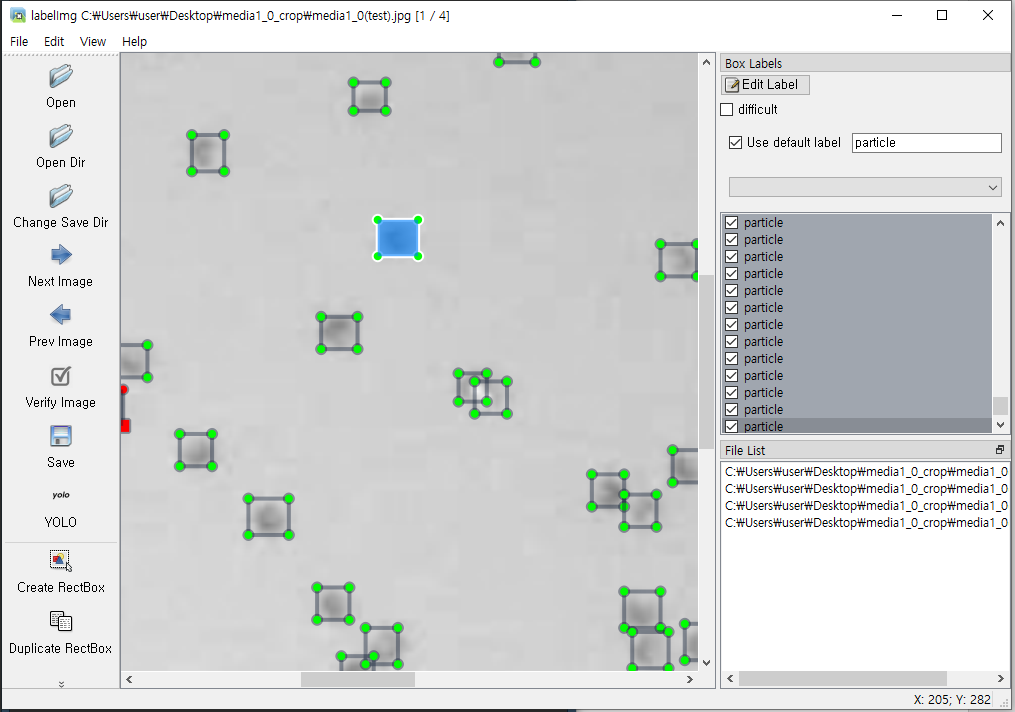 labelImg C:₩Users₩user₩Desktop₩media1_0_crop₩media1_0(test).jpg [1 / 4]
File Edit View Help
Open
Open Dir
Change Save Dir
Next Image
Prev Image
Verify Image
Save
yolo
YOLO
Create RectBox
Duplicate RectBox
Box Labels
Edit Label
difficult
Use default label particle
particle
particle
particle
particle
particle
particle
particle
particle
particle
particle
particle
particle
particle
File List
C:₩Users₩user₩Desktop₩media1_0_crop₩media1_0
C:₩Users₩user₩Desktop₩media1_0_crop₩media1_0
C:₩Users₩user₩Desktop₩media1_0_crop₩media1_0
C:₩Users₩user₩Desktop₩media1_0_crop₩media1_0
X: 205; Y: 282